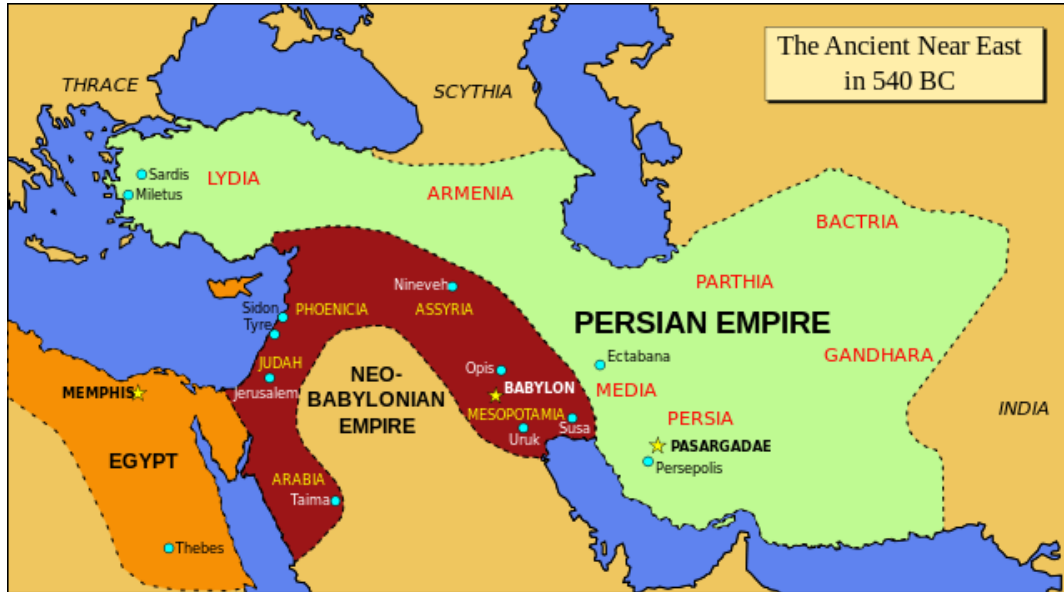 The Ancient Near East
in 540 BC
THRACE
SCYTHIA
Sardis
LYDIA
Miletus
ARMENIA
BACTRIA
PARTHIA
Nineveh
Sidon
PHOENICIA
ASSYRIA
Tyre
PERSIAN EMPIRE
Ectabana
GANDHARA
JUDAH
Jerusalem
NEO-
BABYLONIAN
EMPIRE
Opis
BABYLON
MEDIA
MEMPHIS
MESOPOTAMIA
Uruk
Susa
PERSIA
INDIA
PASARGADAE
Persepolis
EGYPT
ARABIA
Taima
Thebes